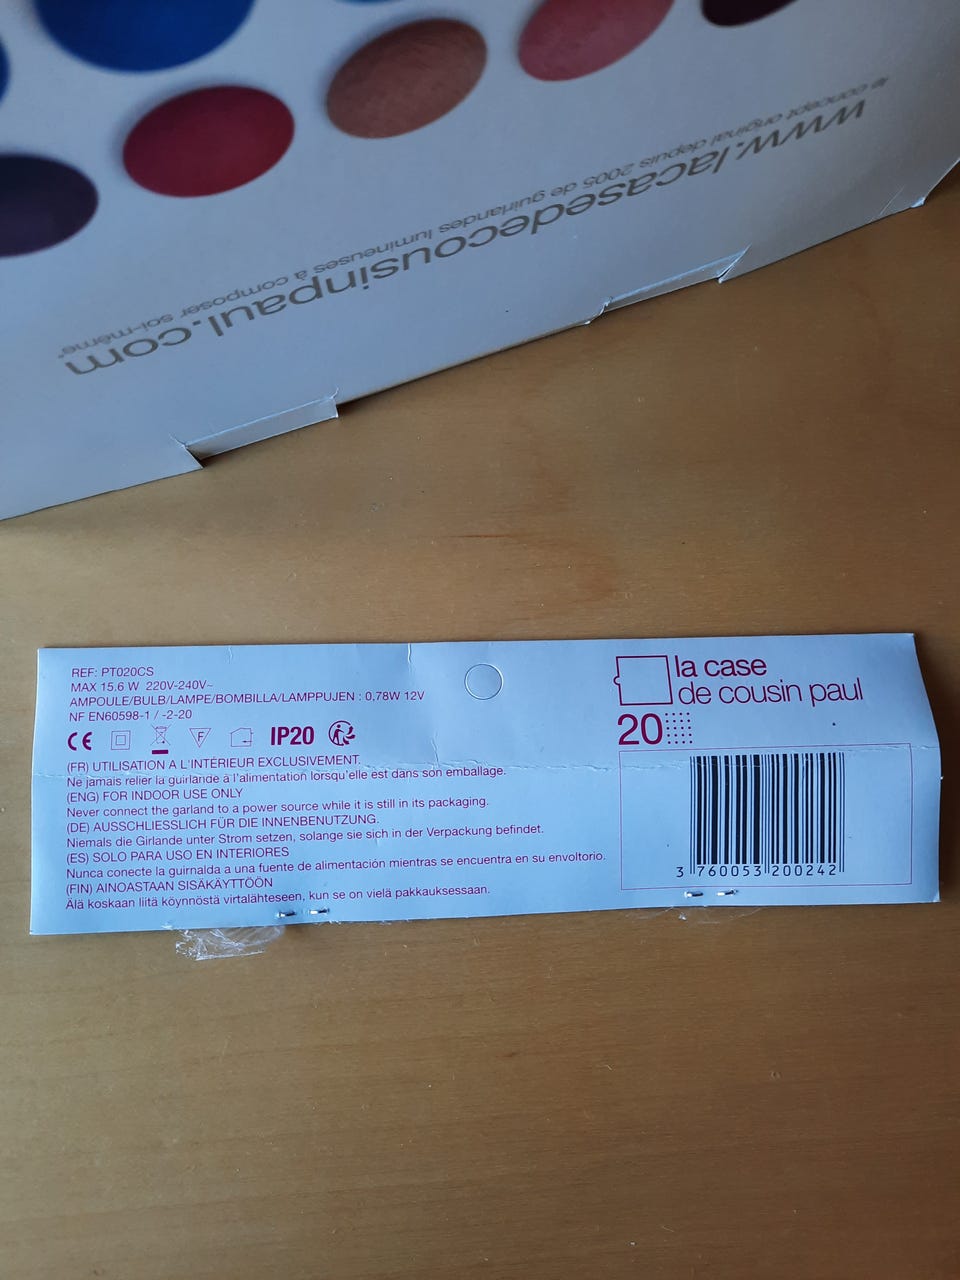 www.lacasedecousinpaul.com
le concept original depuis 2005 de guirlandes lumineuses à composer soi-même
REF: PT020CS
MAX 15,6 W 220V-240V~
AMPOULE/BULB/LAMPE/BOMBILLA/LAMPPUJEN : 0,78W 12V
NF EN60598-1 / -2-20
CE F IP20
(FR) UTILISATION A L'INTÉRIEUR EXCLUSIVEMENT.
Ne jamais relier la guirlande à l'alimentation lorsqu'elle est dans son emballage.
(ENG) FOR INDOOR USE ONLY
Never connect the garland to a power source while it is still in its packaging.
(DE) AUSSCHLIESSLICH FÜR DIE INNENBENUTZUNG.
Niemals die Girlande unter Strom setzen, solange sie sich in der Verpackung befindet.
(ES) SOLO PARA USO EN INTERIORES
Nunca conecte la guirnalda a una fuente de alimentación mientras se encuentra en su envoltorio.
(FIN) AINOASTAAN SISÄKÄYTTÖÖN
Älä koskaan liitä köynnöstä virtalähteseen, kun se on vielä pakkauksessaan.
la case
de cousin paul
20
3 760053 200242